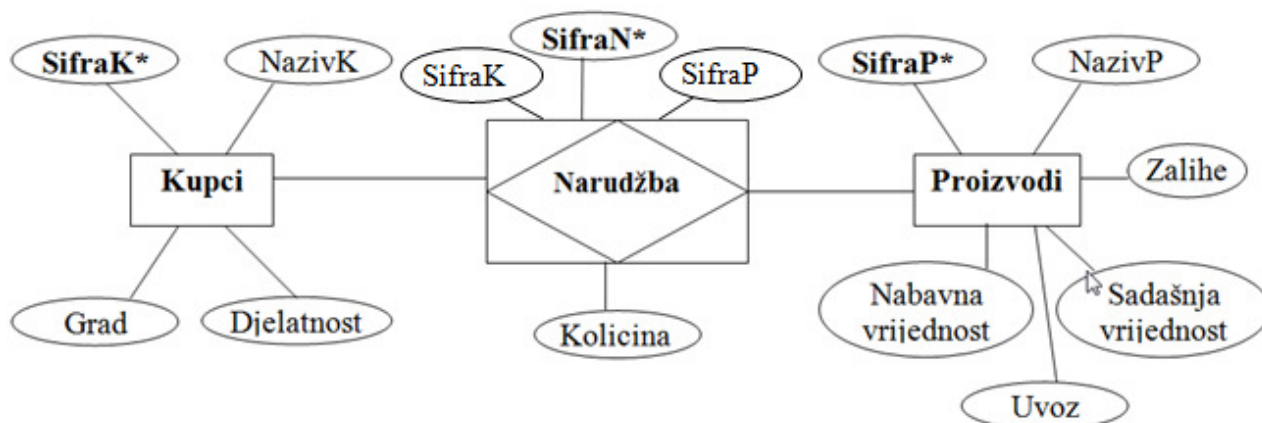 SifraK*
NazivK
SifraK
SifraN*
SifraP
SifraP*
NazivP
Kupci
Narudžba
Proizvodi
Zalihe
Grad
Djelatnost
Kolicina
Nabavna
vrijednost
Sadašnja
vrijednost
Uvoz